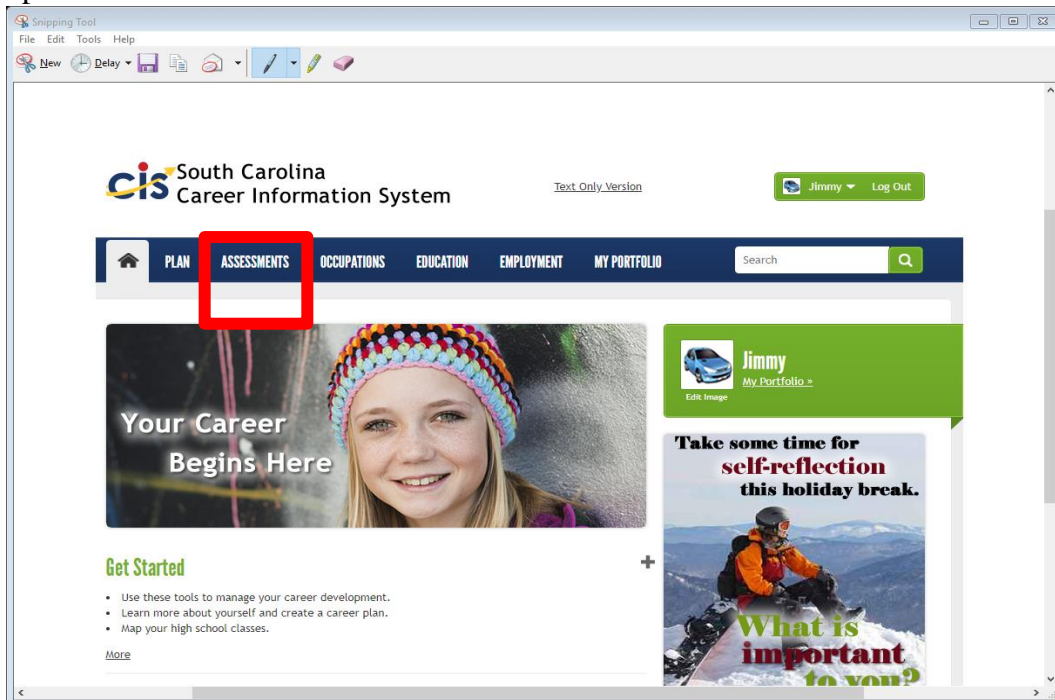 Snipping Tool
File Edit Tools Help
New Delay
cis South Carolina
Career Information System
Text Only Version
Jimmy Log Out
PLAN ASSESSMENTS OCCUPATIONS EDUCATION EMPLOYMENT MY PORTFOLIO Search
Your Career
Begins Here
Jimmy
My Portfolio »
Edit Image
Take some time for
self-reflection
this holiday break.
What is
important
to you?
Get Started
• Use these tools to manage your career development.
• Learn more about yourself and create a career plan.
• Map your high school classes.
More